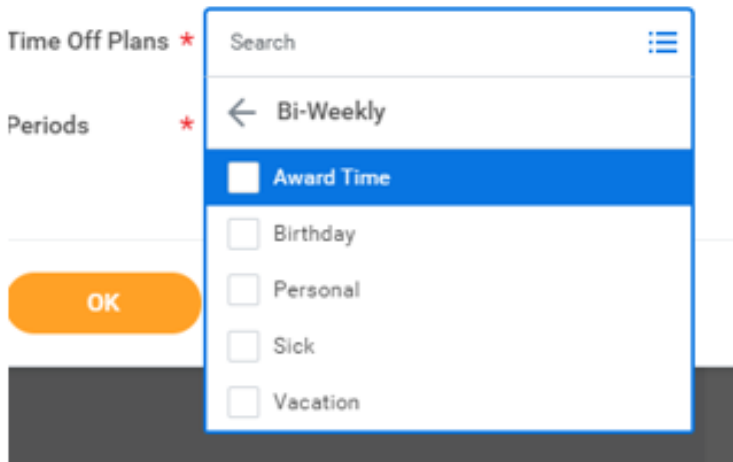 Time Off Plans * Search
Bi-Weekly
Periods *
Award Time
Birthday
Personal
OK
Sick
Vacation